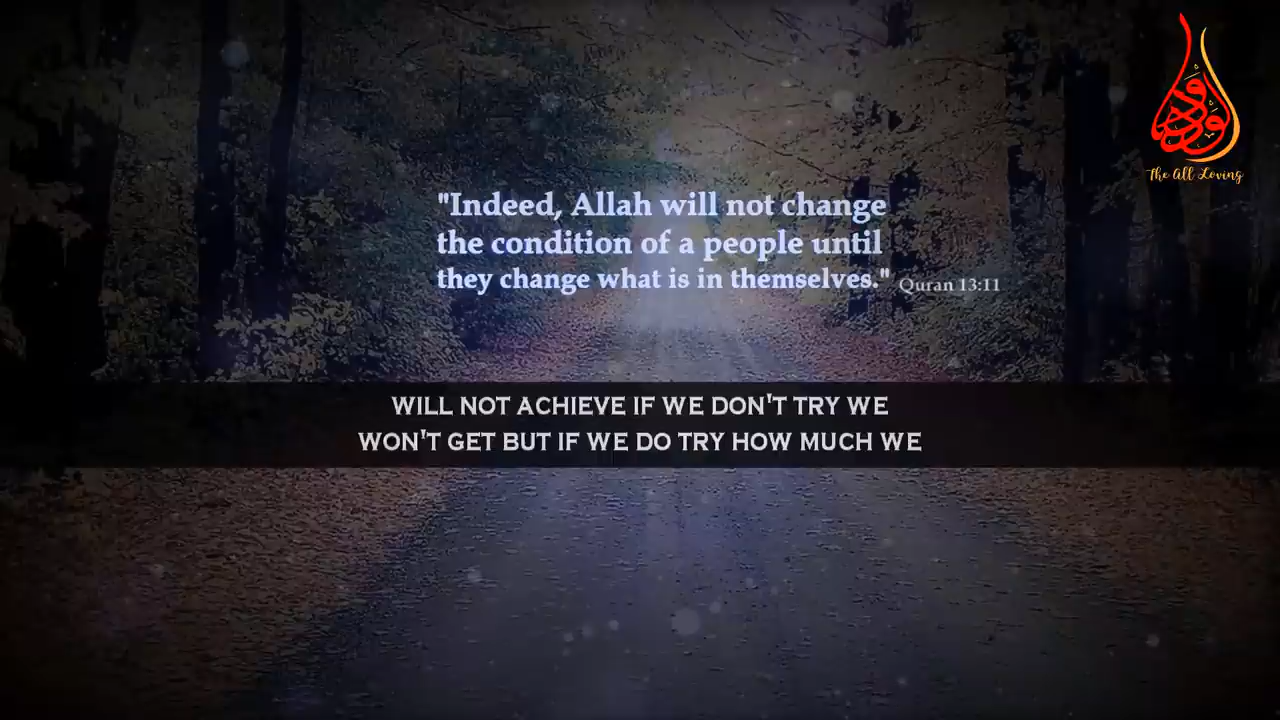 الودود
The All Loving
"Indeed, Allah will not change
the condition of a people until
they change what is in themselves."
Quran 13:11
WILL NOT ACHIEVE IF WE DON'T TRY WE
WON'T GET BUT IF WE DO TRY HOW MUCH WE